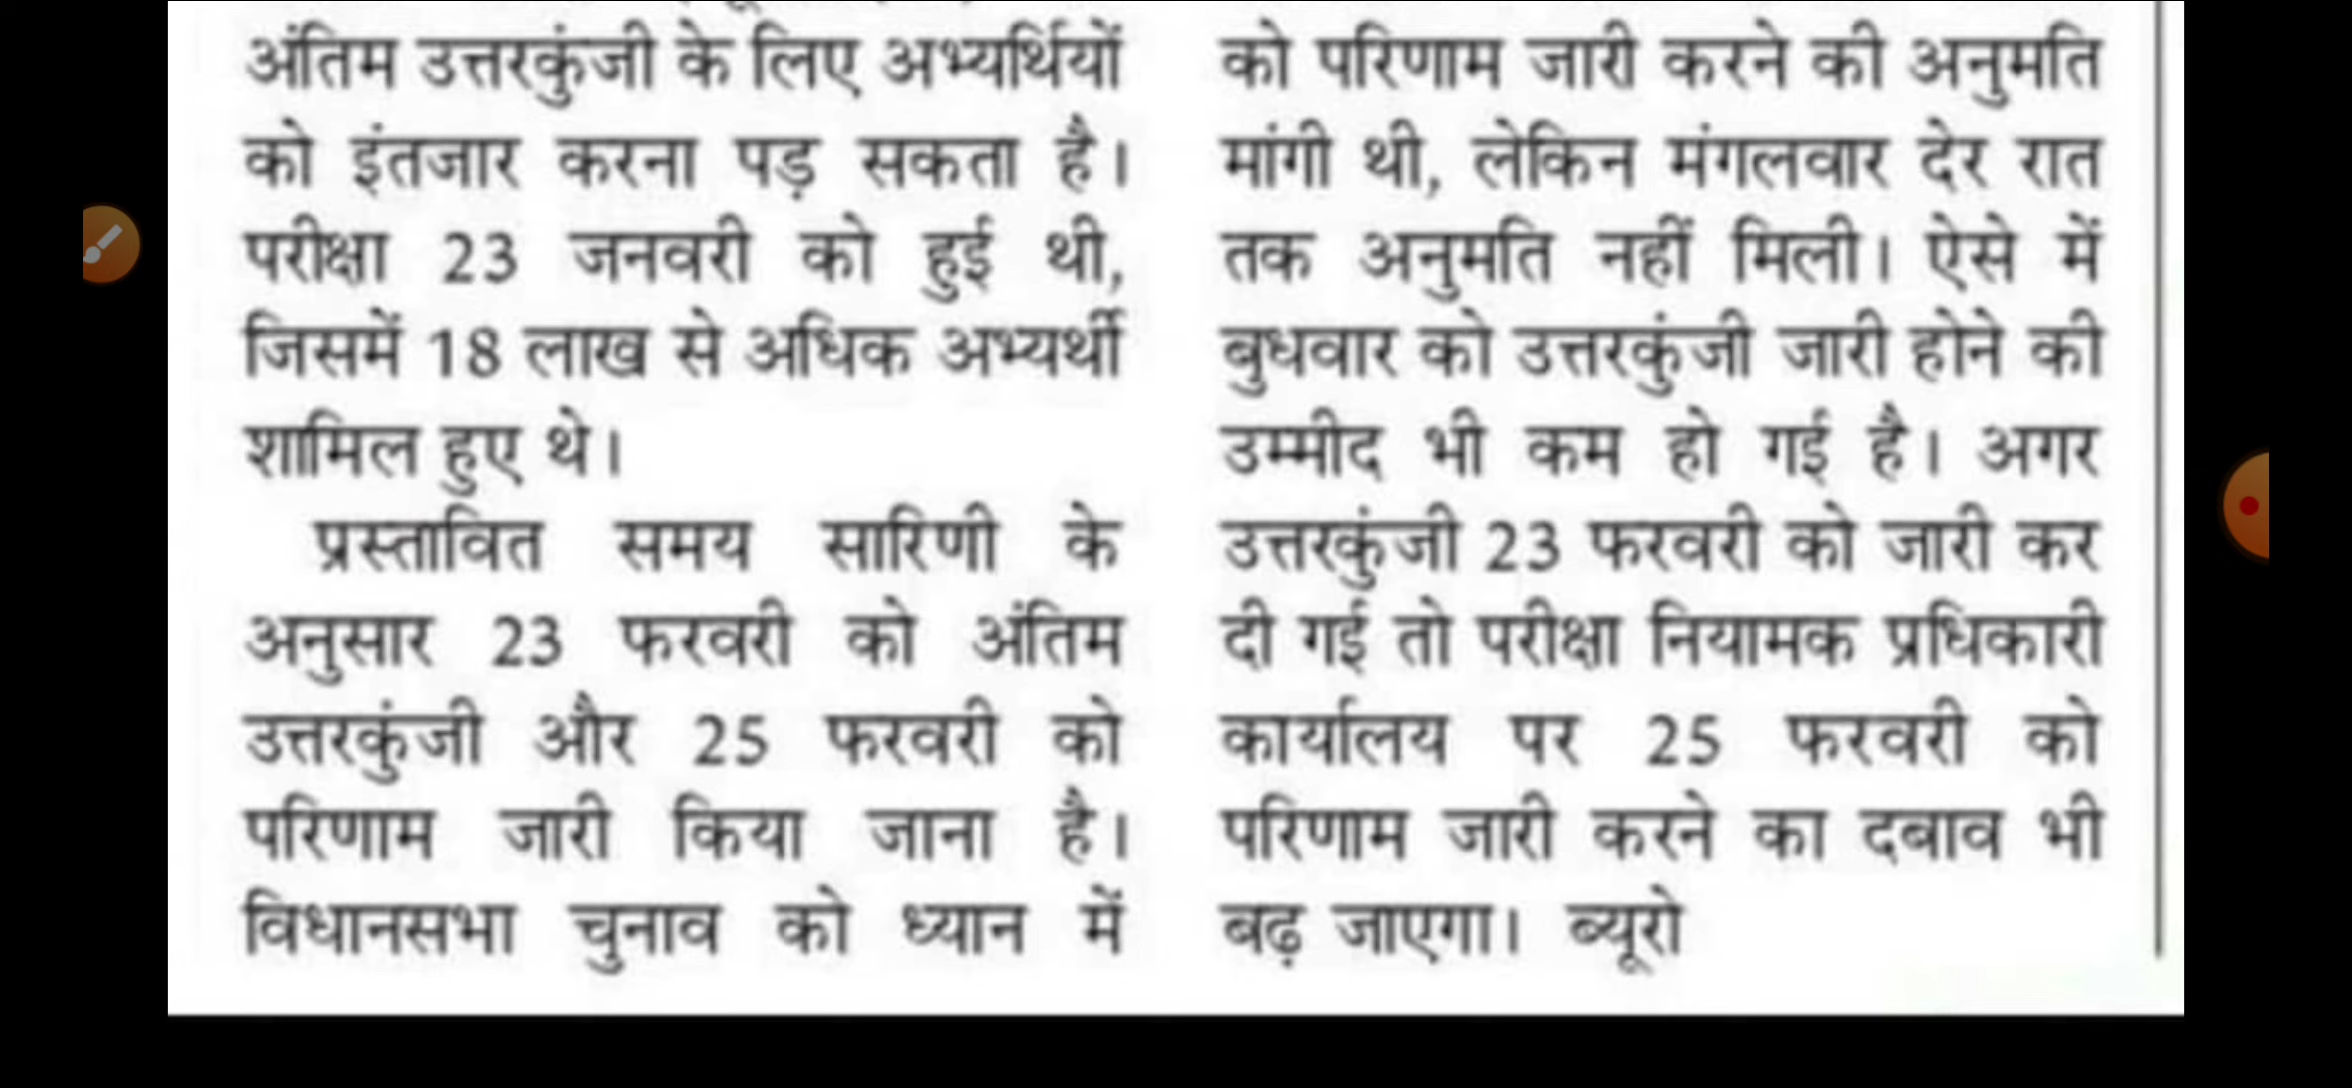 अंतिम उत्तरकुंजी के लिए अभ्यर्थियों
को इंतजार करना पड़ सकता है।
परीक्षा 23 जनवरी को हुई थी,
जिसमें 18 लाख से अधिक अभ्यर्थी
शामिल हुए थे।
प्रस्तावित समय सारिणी के
अनुसार 23 फरवरी को अंतिम
उत्तरकुंजी और 25 फरवरी को
परिणाम जारी किया जाना है।
विधानसभा चुनाव को ध्यान में
को परिणाम जारी करने की अनुमति
मांगी थी, लेकिन मंगलवार देर रात
तक अनुमति नहीं मिली। ऐसे में
बुधवार को उत्तरकुंजी जारी होने की
उम्मीद भी कम हो गई है। अगर
उत्तरकुंजी 23 फरवरी को जारी कर
दी गई तो परीक्षा नियामक प्रधिकारी
कार्यालय पर 25 फरवरी को
परिणाम जारी करने का दबाव भी
बढ़ जाएगा। ब्यूरो